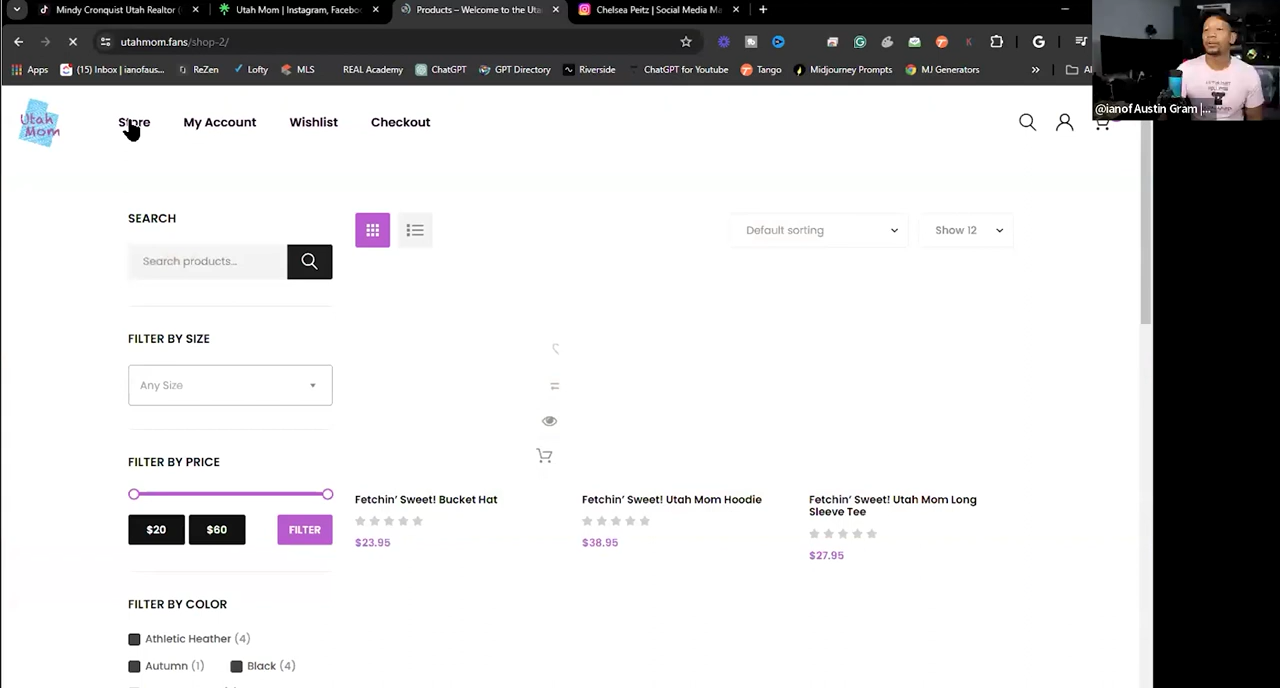 Mindy Cronquist Utah Realtor (
Utah Mom | Instagram, Facebo
Products – Welcome to the Uta
Chelsea Peitz | Social Media Ma
utahmom.fans/shop-2/
Apps
(15) Inbox | ianofaus...
ReZen
Lofty
MLS
REAL Academy
ChatGPT
GPT Directory
Riverside
ChatGPT for Youtube
Tango
Midjourney Prompts
MJ Generators
@ianof Austin Gram |...
Utah
Mom
Store
My Account
Wishlist
Checkout
SEARCH
Search products...
Default sorting
Show 12
FILTER BY SIZE
Any Size
FILTER BY PRICE
$20
$60
FILTER
Fetchin' Sweet! Bucket Hat
$23.95
Fetchin' Sweet! Utah Mom Hoodie
$38.95
Fetchin' Sweet! Utah Mom Long
Sleeve Tee
$27.95
FILTER BY COLOR
Athletic Heather (4)
Autumn (1)
Black (4)